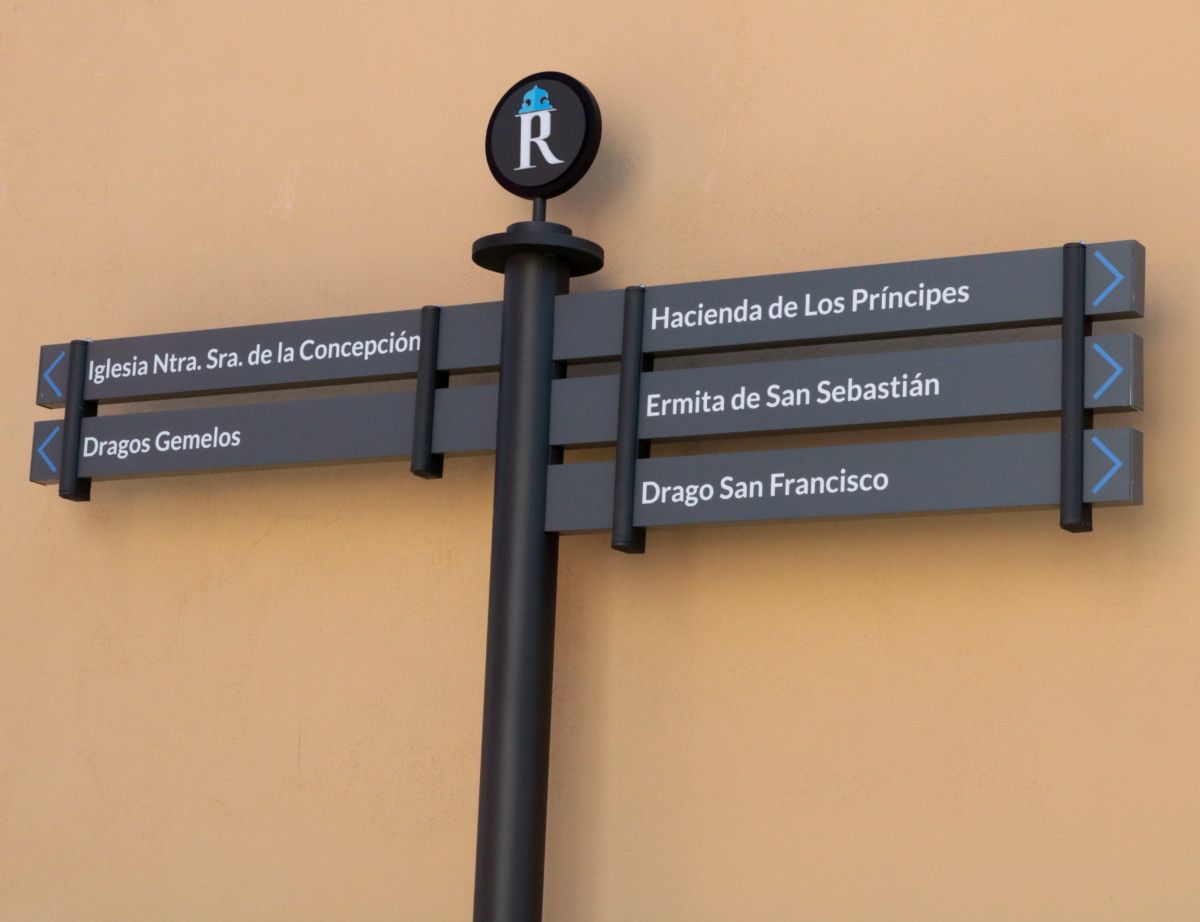 R
Iglesia Ntra. Sra. de la Concepción
Dragos Gemelos
Hacienda de Los Príncipes
Ermita de San Sebastián
Drago San Francisco